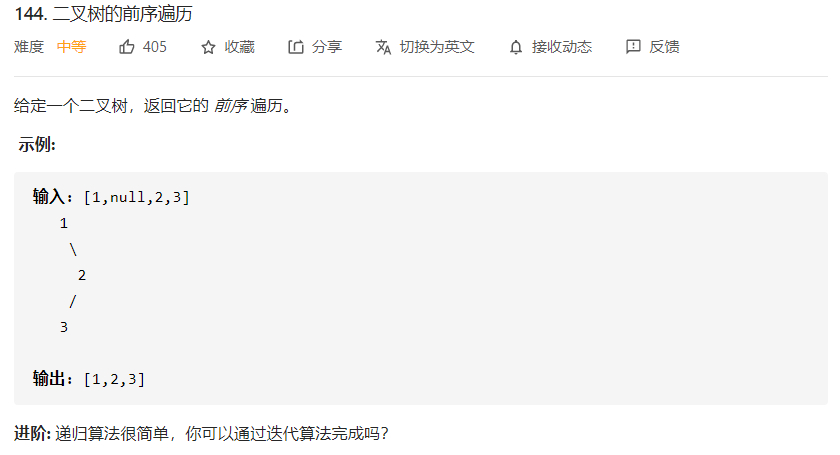 144. 二叉树的前序遍历
难度 中等 405 收藏 分享 切换为英文 接收动态 反馈
给定一个二叉树，返回它的 前序 遍历。
示例:
输入: [1,null,2,3]
1
\
2
/
3
输出: [1,2,3]
进阶: 递归算法很简单，你可以通过迭代算法完成吗？